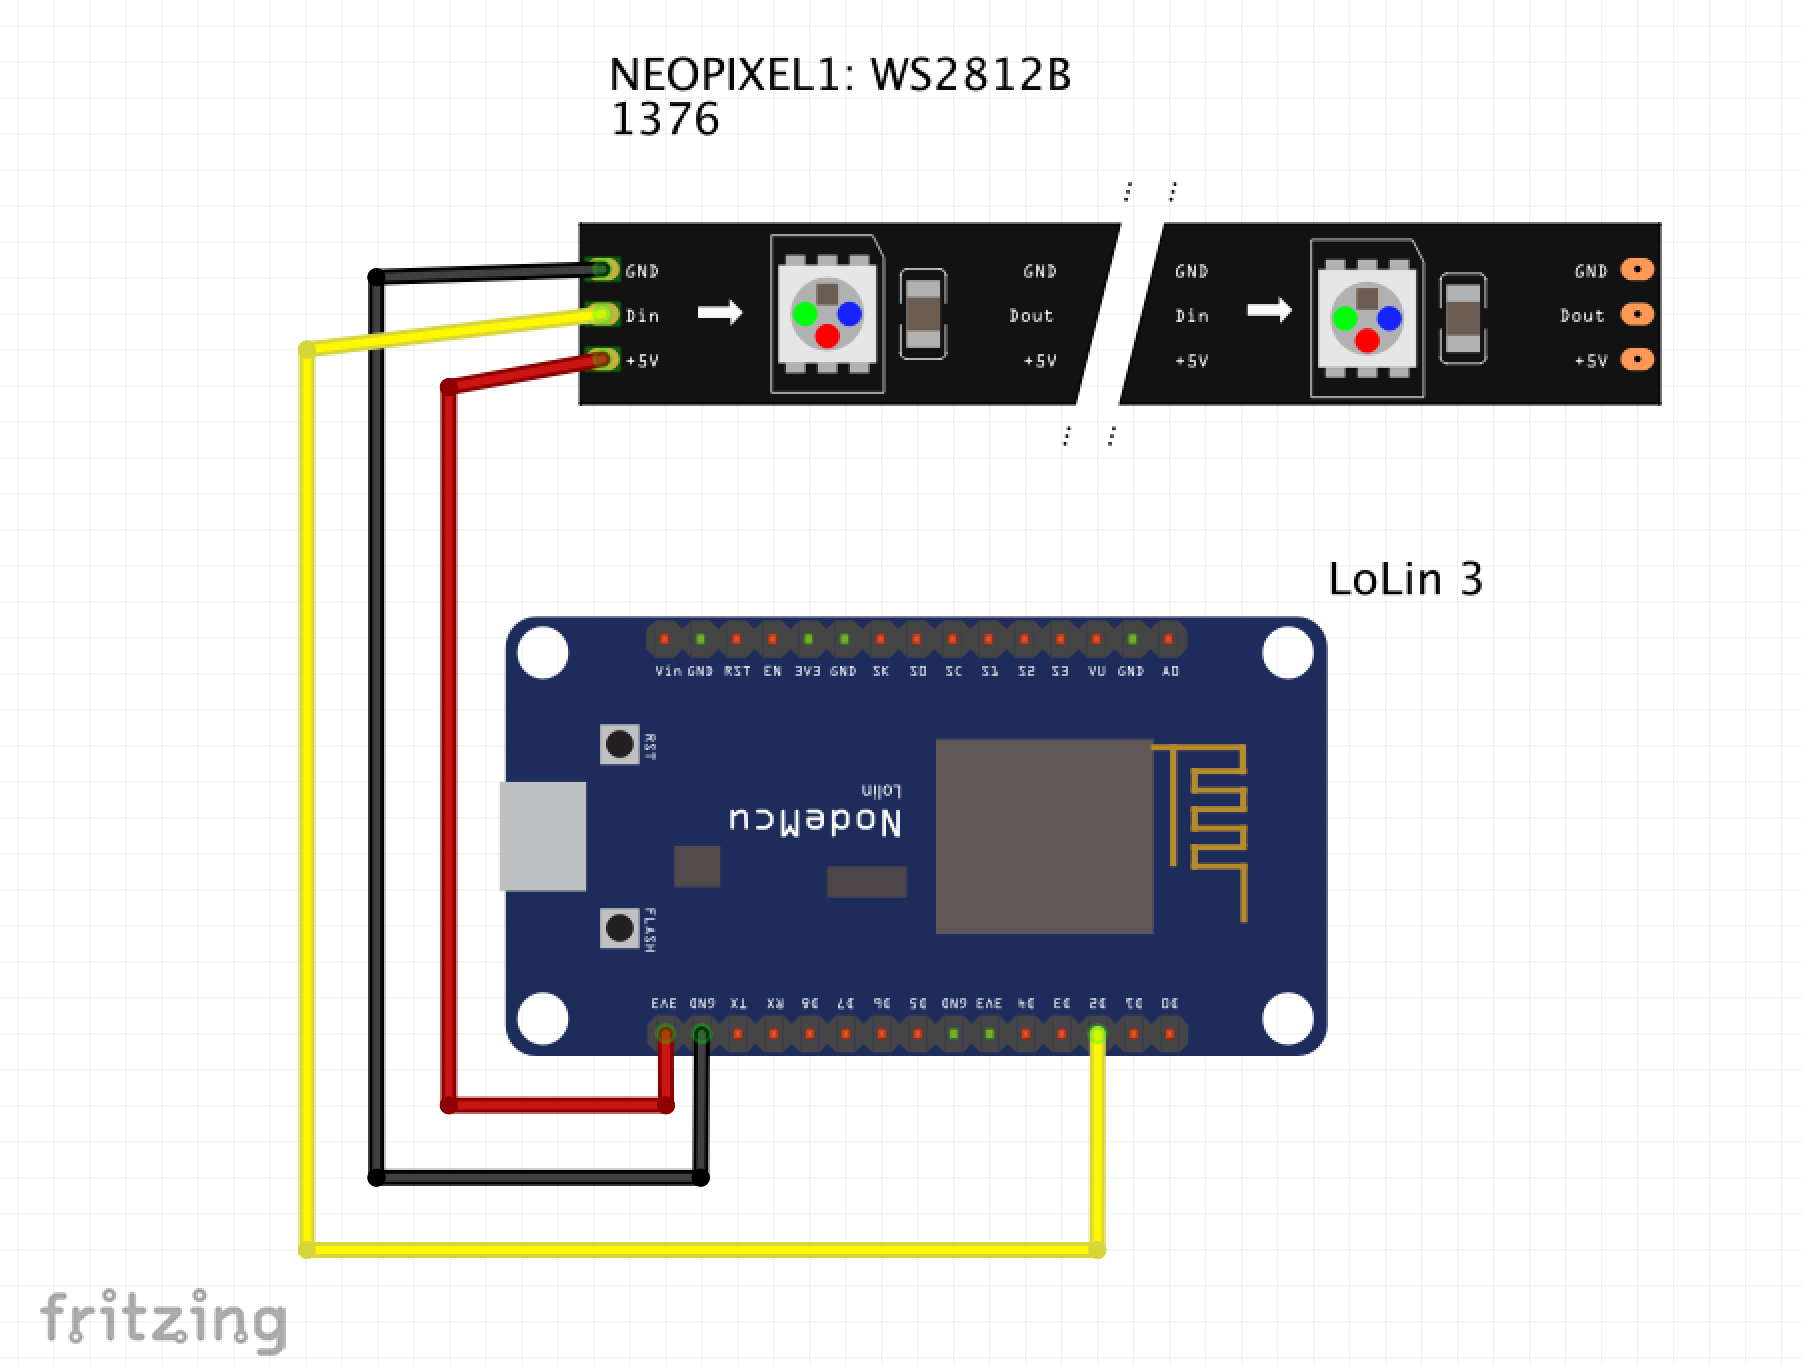 NEOPIXEL1: WS2812B
1376
GND GND GND GND
Din Dout Din Dout
+5V +5V +5V +5V
LoLin 3
Vin GND RST EN 3V3 GND SK SO SC S1 S2 S3 VU GND A0
RST
Lolin
NodeMcu
FLASH
3V3 GND TX RX D8 D7 D6 D5 GND 3V3 D4 D3 D2 D1 D0
fritzing